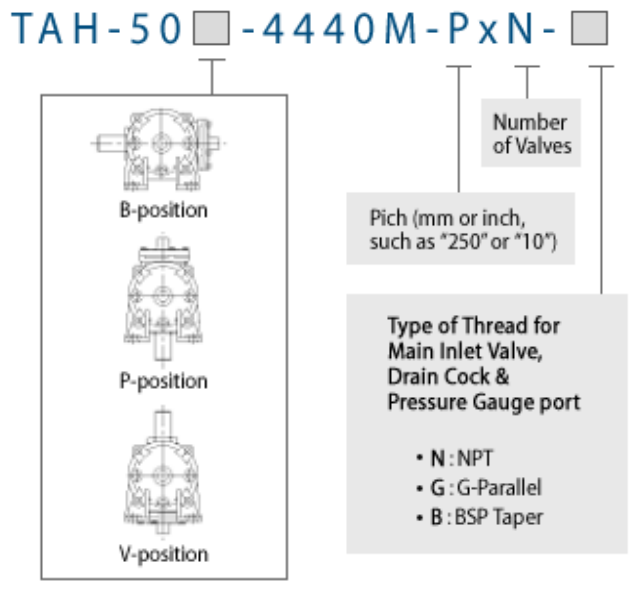 TAH-50□-4440M-PxN-□
B-position
P-position
V-position
Number
of Valves
Pich (mm or inch,
such as “250” or “10”)
Type of Thread for
Main Inlet Valve,
Drain Cock &
Pressure Gauge port
• N : NPT
• G : G-Parallel
• B : BSP Taper